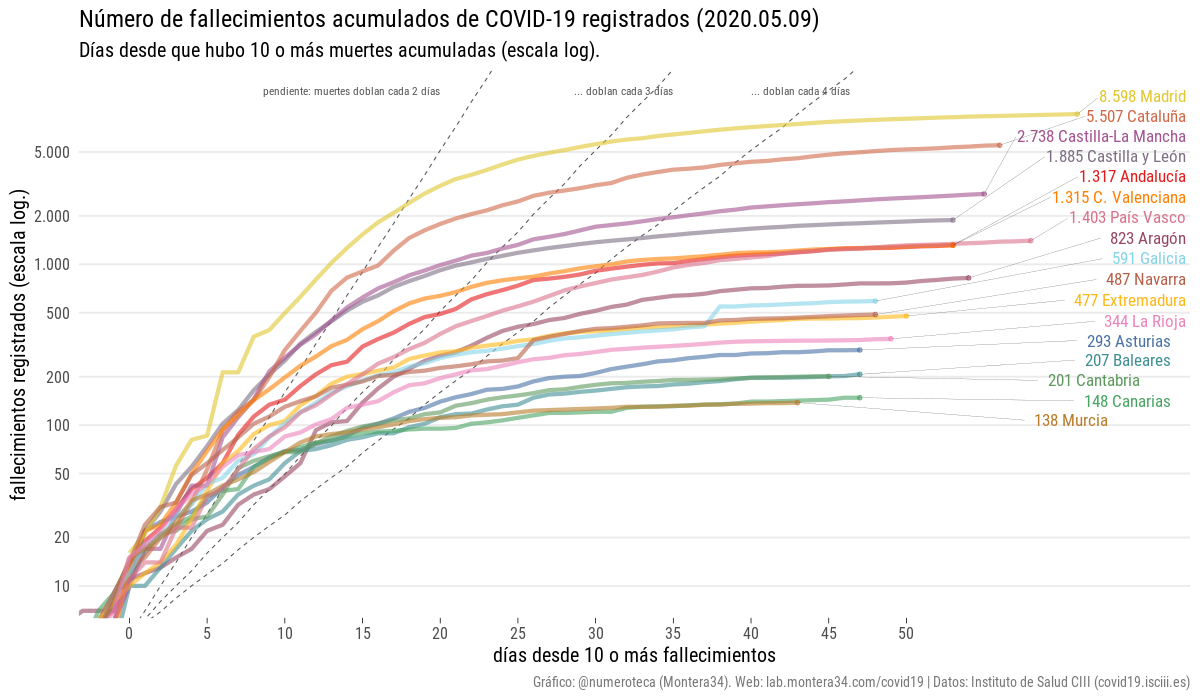 Número de fallecimientos acumulados de COVID-19 registrados (2020.05.09)
Días desde que hubo 10 o más muertes acumuladas (escala log).
pendiente: muertes doblan cada 2 días
... doblan cada 3 días
... doblan cada 4 días
8.598 Madrid
5.507 Cataluña
2.738 Castilla-La Mancha
1.885 Castilla y León
1.317 Andalucía
1.315 C. Valenciana
1.403 País Vasco
823 Aragón
591 Galicia
487 Navarra
477 Extremadura
344 La Rioja
293 Asturias
207 Baleares
201 Cantabria
148 Canarias
138 Murcia
fallecimientos registrados (escala log.)
5.000
2.000
1.000
500
200
100
50
20
10
0 5 10 15 20 25 30 35 40 45 50
días desde 10 o más fallecimientos
Gráfico: @numeroteca (Montera34). Web: lab.montera34.com/covid19 | Datos: Instituto de Salud CIII (covid19.isciii.es)